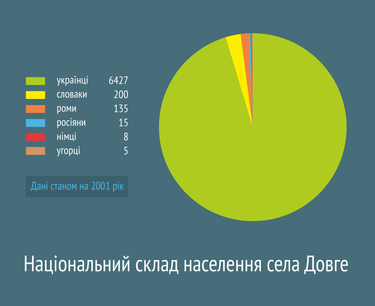 українці 6427
словаки 200
роми 135
росіяни 15
німці 8
угорці 5
Дані станом на 2001 рік
Національний склад населення села Довге